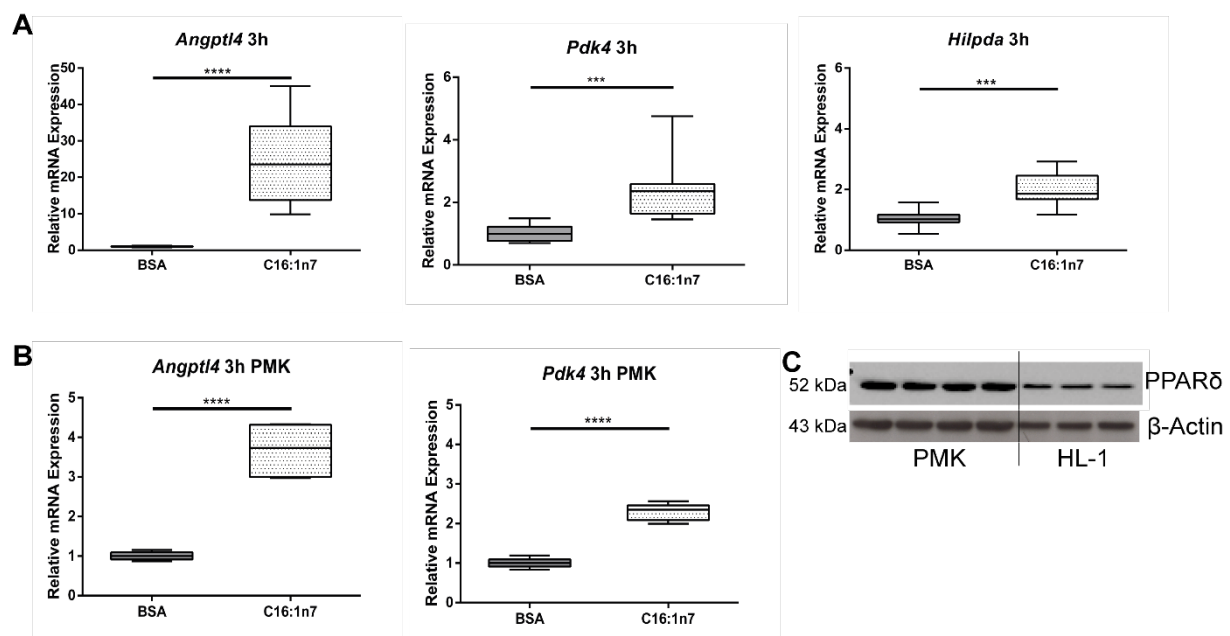 A
Angptl4 3h
Relative mRNA Expression
50
40
30
20
10
0
****
BSA
C16:1n7
Pdk4 3h
Relative mRNA Expression
6
4
2
0
***
BSA
C16:1n7
Hilpda 3h
Relative mRNA Expression
6
4
2
0
***
BSA
C16:1n7
B
Angptl4 3h PMK
Relative mRNA Expression
5
4
3
2
1
0
****
BSA
C16:1n7
Pdk4 3h PMK
Relative mRNA Expression
5
4
3
2
1
0
****
BSA
C16:1n7
C
52 kDa
PPARδ
43 kDa
β-Actin
PMK
HL-1